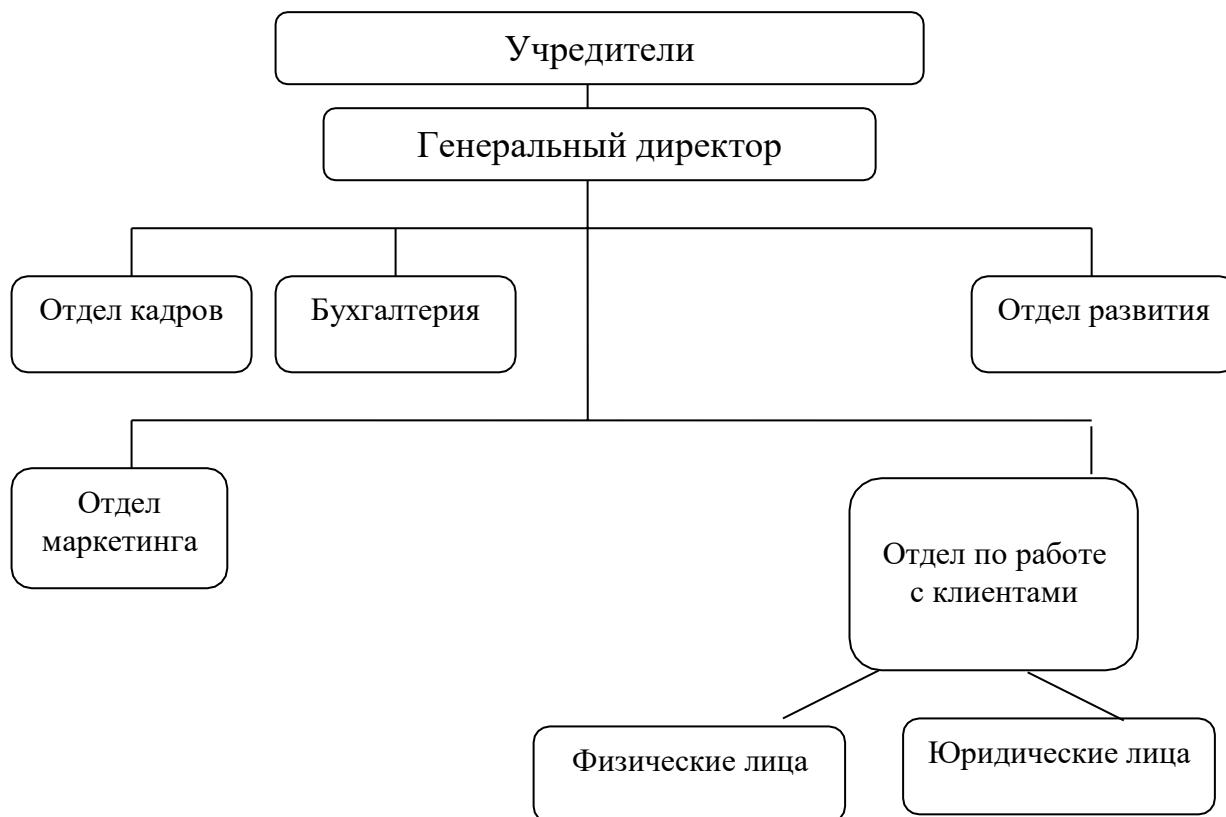 Учредители
Генеральный директор
Отдел кадров
Бухгалтерия
Отдел развития
Отдел
маркетинга
Отдел по работе
с клиентами
Физические лица
Юридические лица